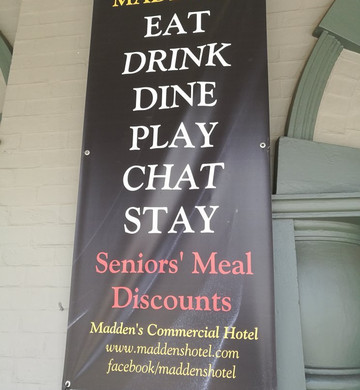 EAT
DRINK
DINE
PLAY
CHAT
STAY
Seniors' Meal
Discounts
Madden's Commercial Hotel
www.maddenshotel.com
facebook/maddenshotel